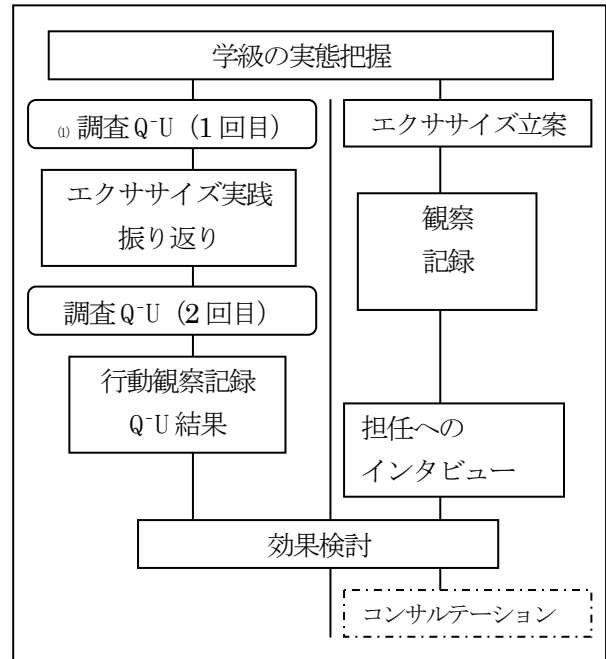 学級の実態把握
⑴ 調査Q-U（1回目）
エクササイズ実践
振り返り
調査Q-U（2回目）
行動観察記録
Q-U結果
エクササイズ立案
観察
記録
担任への
インタビュー
効果検討
コンサルテーション